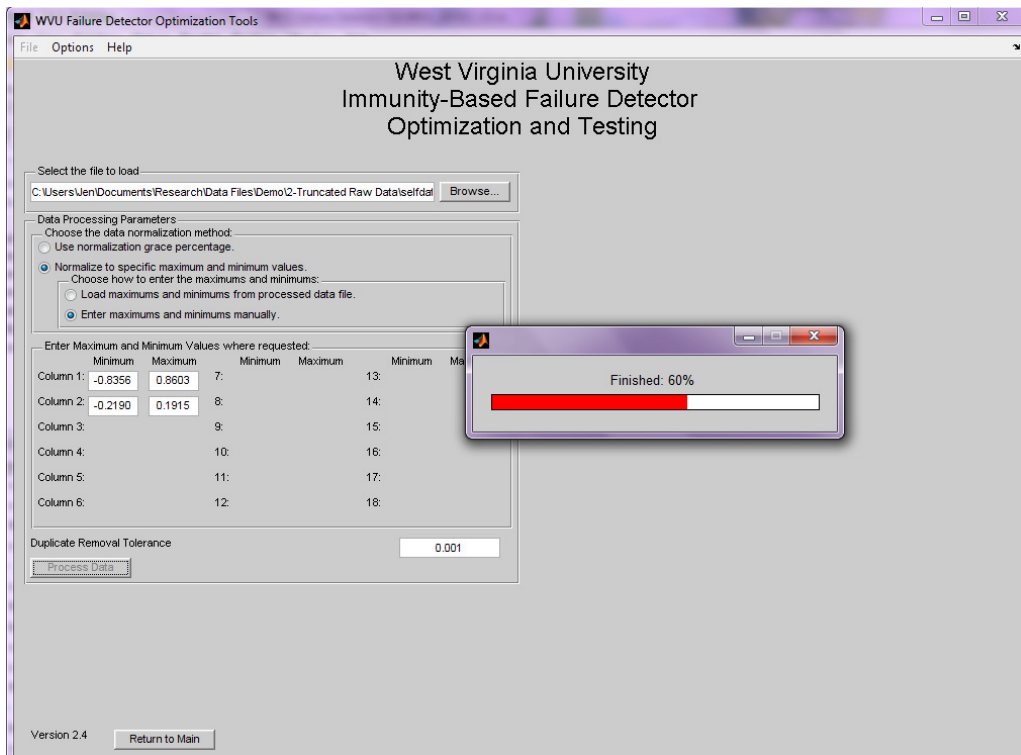 WVU Failure Detector Optimization Tools
File Options Help
West Virginia University
Immunity-Based Failure Detector
Optimization and Testing
Select the file to load
C:\Users\Jen\Documents\Research\Data Files\Demo\2-Truncated Raw Data\selfdat Browse...
Data Processing Parameters
Choose the data normalization method:
Use normalization grace percentage.
Normalize to specific maximum and minimum values.
Choose how to enter the maximums and minimums:
Load maximums and minimums from processed data file.
Enter maximums and minimums manually.
Enter Maximum and Minimum Values where requested:
Minimum Maximum Minimum Maximum Minimum Ma
Column 1: -0.8356 0.8603 7: 13:
Column 2: -0.2190 0.1915 8: 14:
Column 3: 9: 15:
Column 4: 10: 16:
Column 5: 11: 17:
Column 6: 12: 18:
Finished: 60%
Duplicate Removal Tolerance 0.001
Process Data
Version 2.4 Return to Main